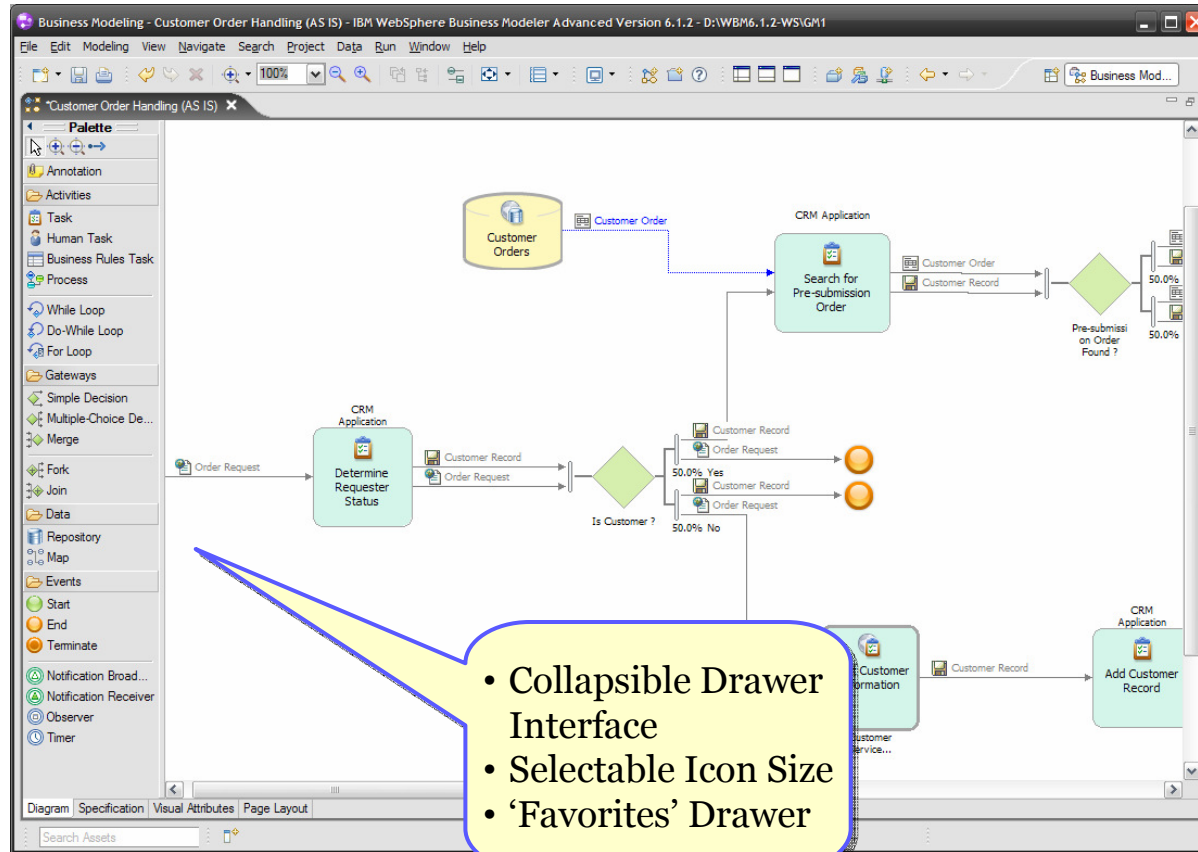 Business Modeling - Customer Order Handling (AS IS) - IBM WebSphere Business Modeler Advanced Version 6.1.2 - D:\WBM6.1.2-WS\GM1
File Edit Modeling View Navigate Search Project Data Run Window Help
100%
Business Mod...
*Customer Order Handling (AS IS)
Palette
Annotation
Activities
Task
Human Task
Business Rules Task
Process
While Loop
Do-While Loop
For Loop
Gateways
Simple Decision
Multiple-Choice De...
Merge
Fork
Join
Data
Repository
Map
Events
Start
End
Terminate
Notification Broad...
Notification Receiver
Observer
Timer
Customer
Orders
Customer Order
CRM Application
Search for
Pre-submission
Order
Customer Order
Customer Record
50.0%
50.0%
Pre-submissi
on Order
Found ?
Order Request
CRM
Application
Determine
Requester
Status
Customer Record
Order Request
Is Customer ?
Customer Record
Order Request
50.0% Yes
Customer Record
Order Request
50.0% No
Customer
ormation
ustomer
ervice...
Customer Record
CRM
Application
Add Customer
Record
• Collapsible Drawer
Interface
• Selectable Icon Size
• ‘Favorites’ Drawer
Diagram Specification Visual Attributes Page Layout
Search Assets